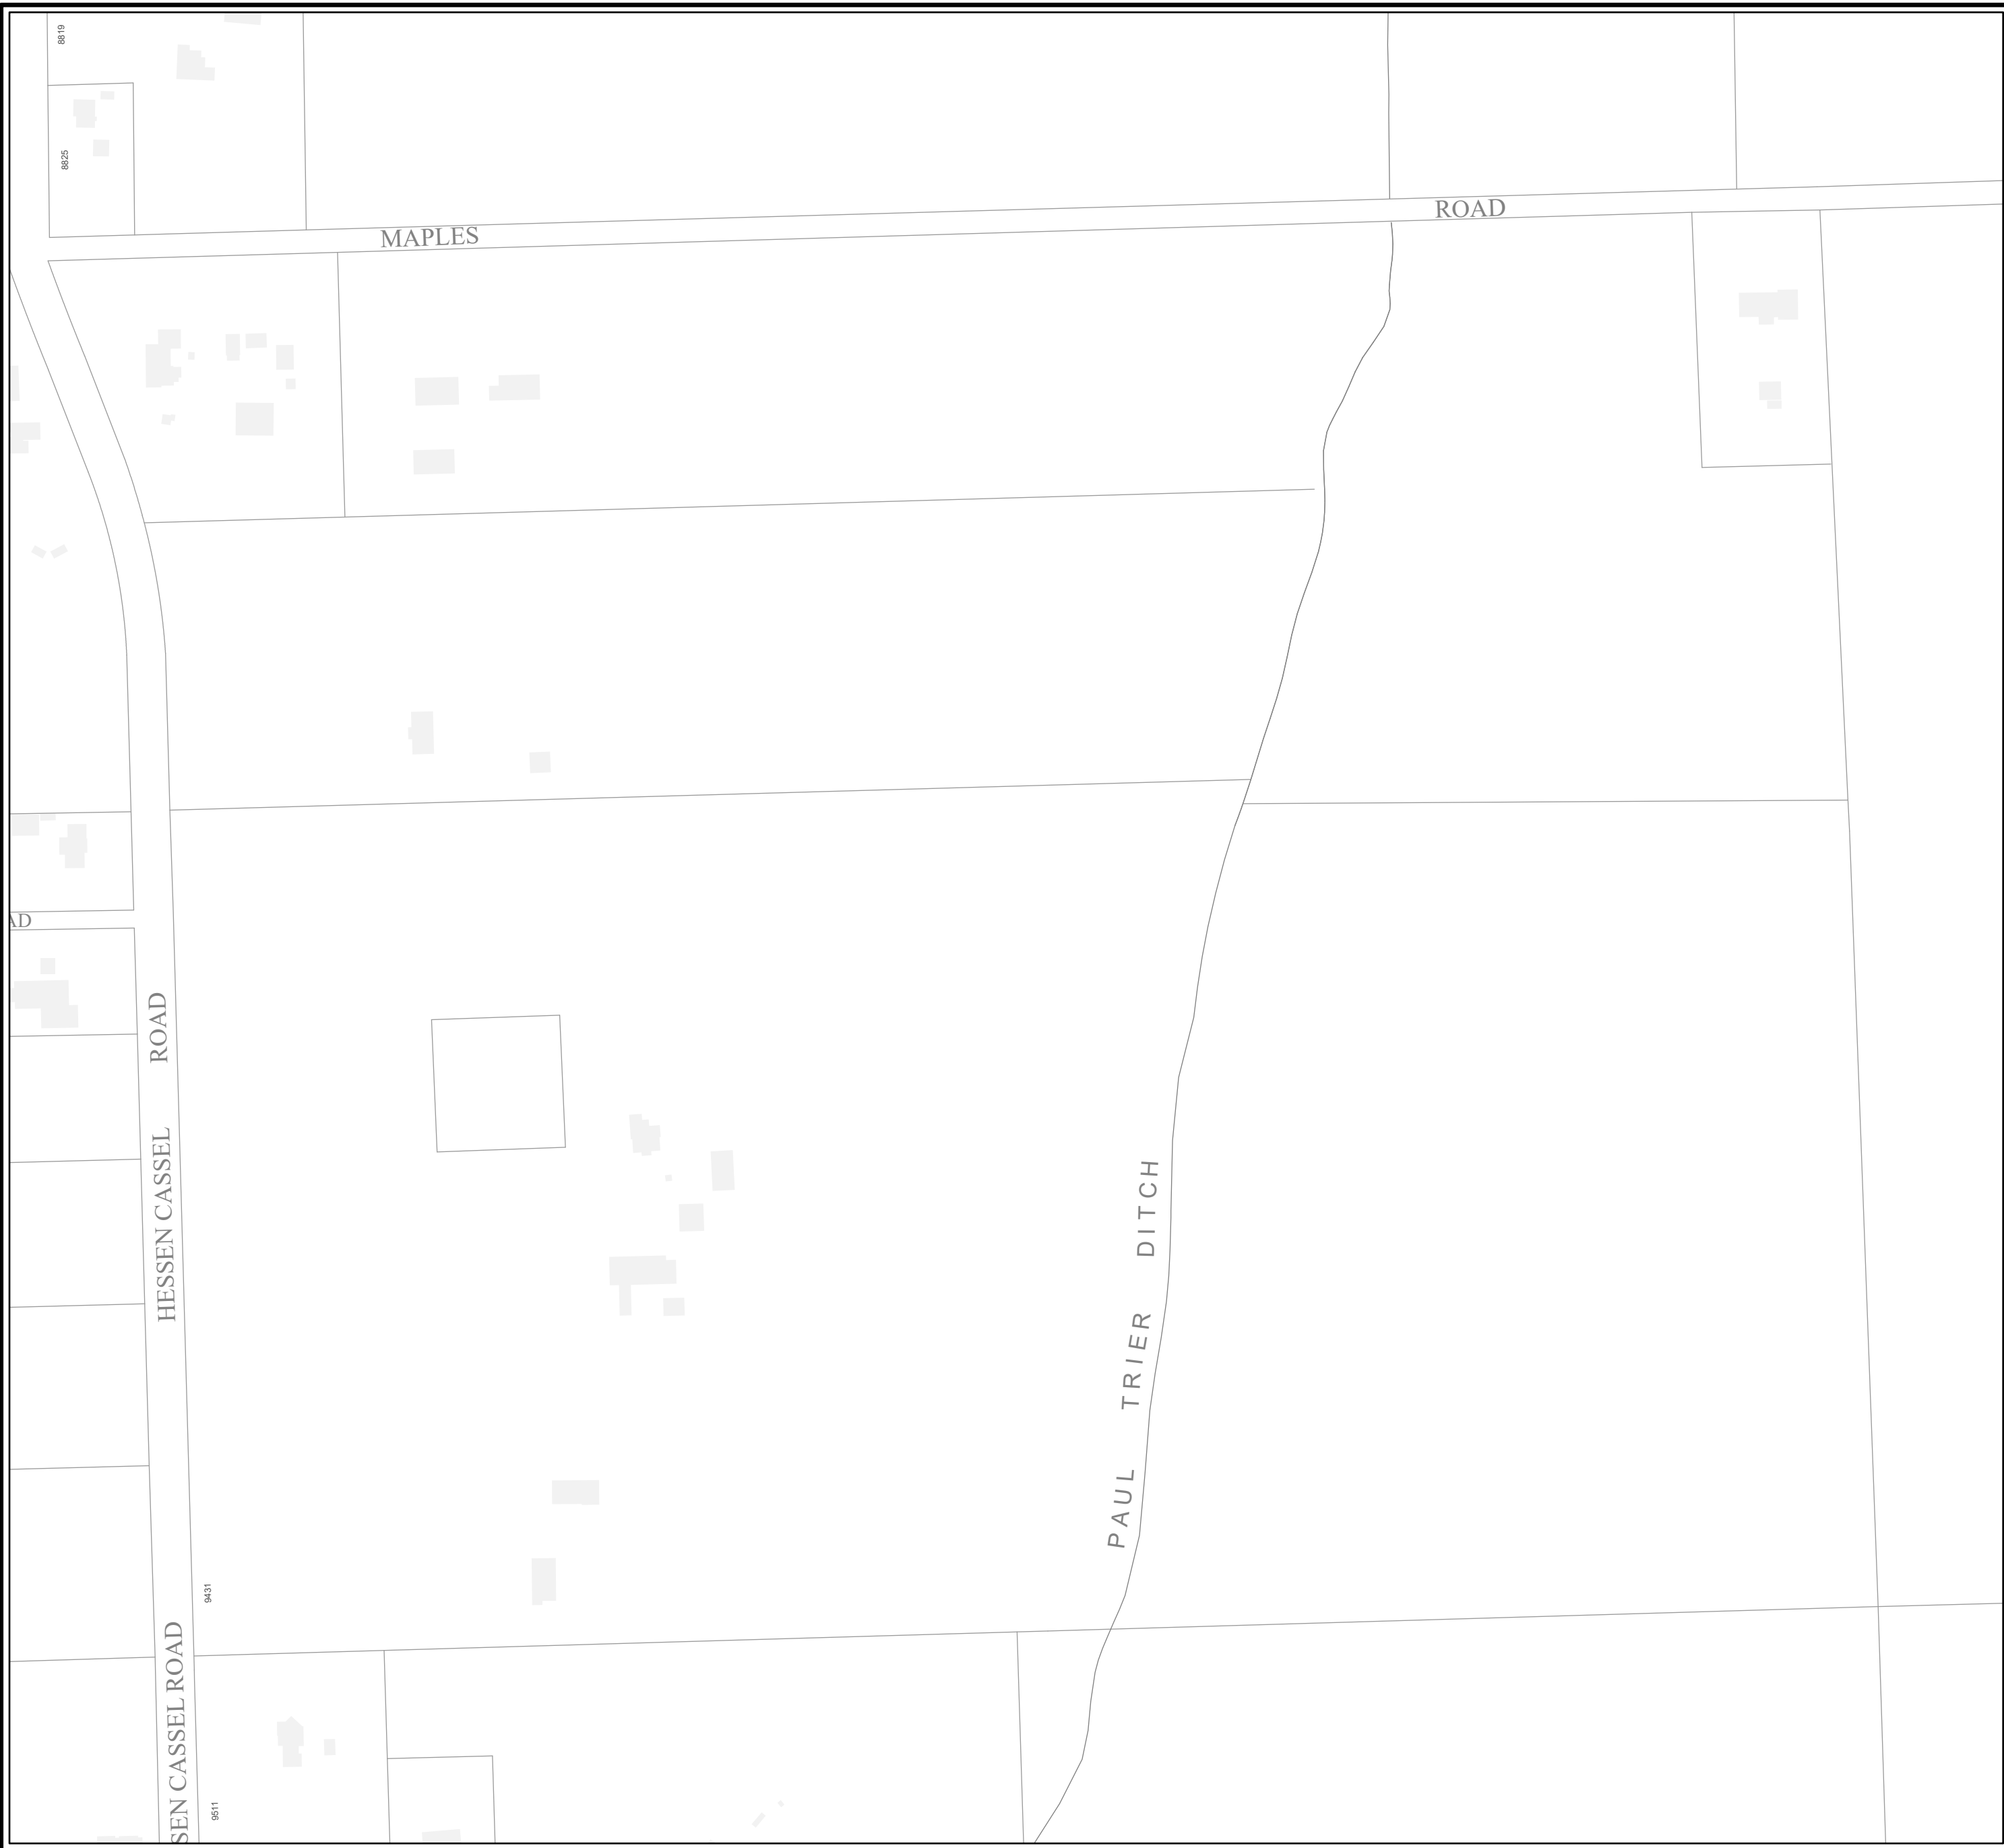 8819
8825
MAPLES
ROAD
AD
HESSEN CASSEL ROAD
PAUL TRIER DITCH
9431
SEN CASSEL ROAD
9511